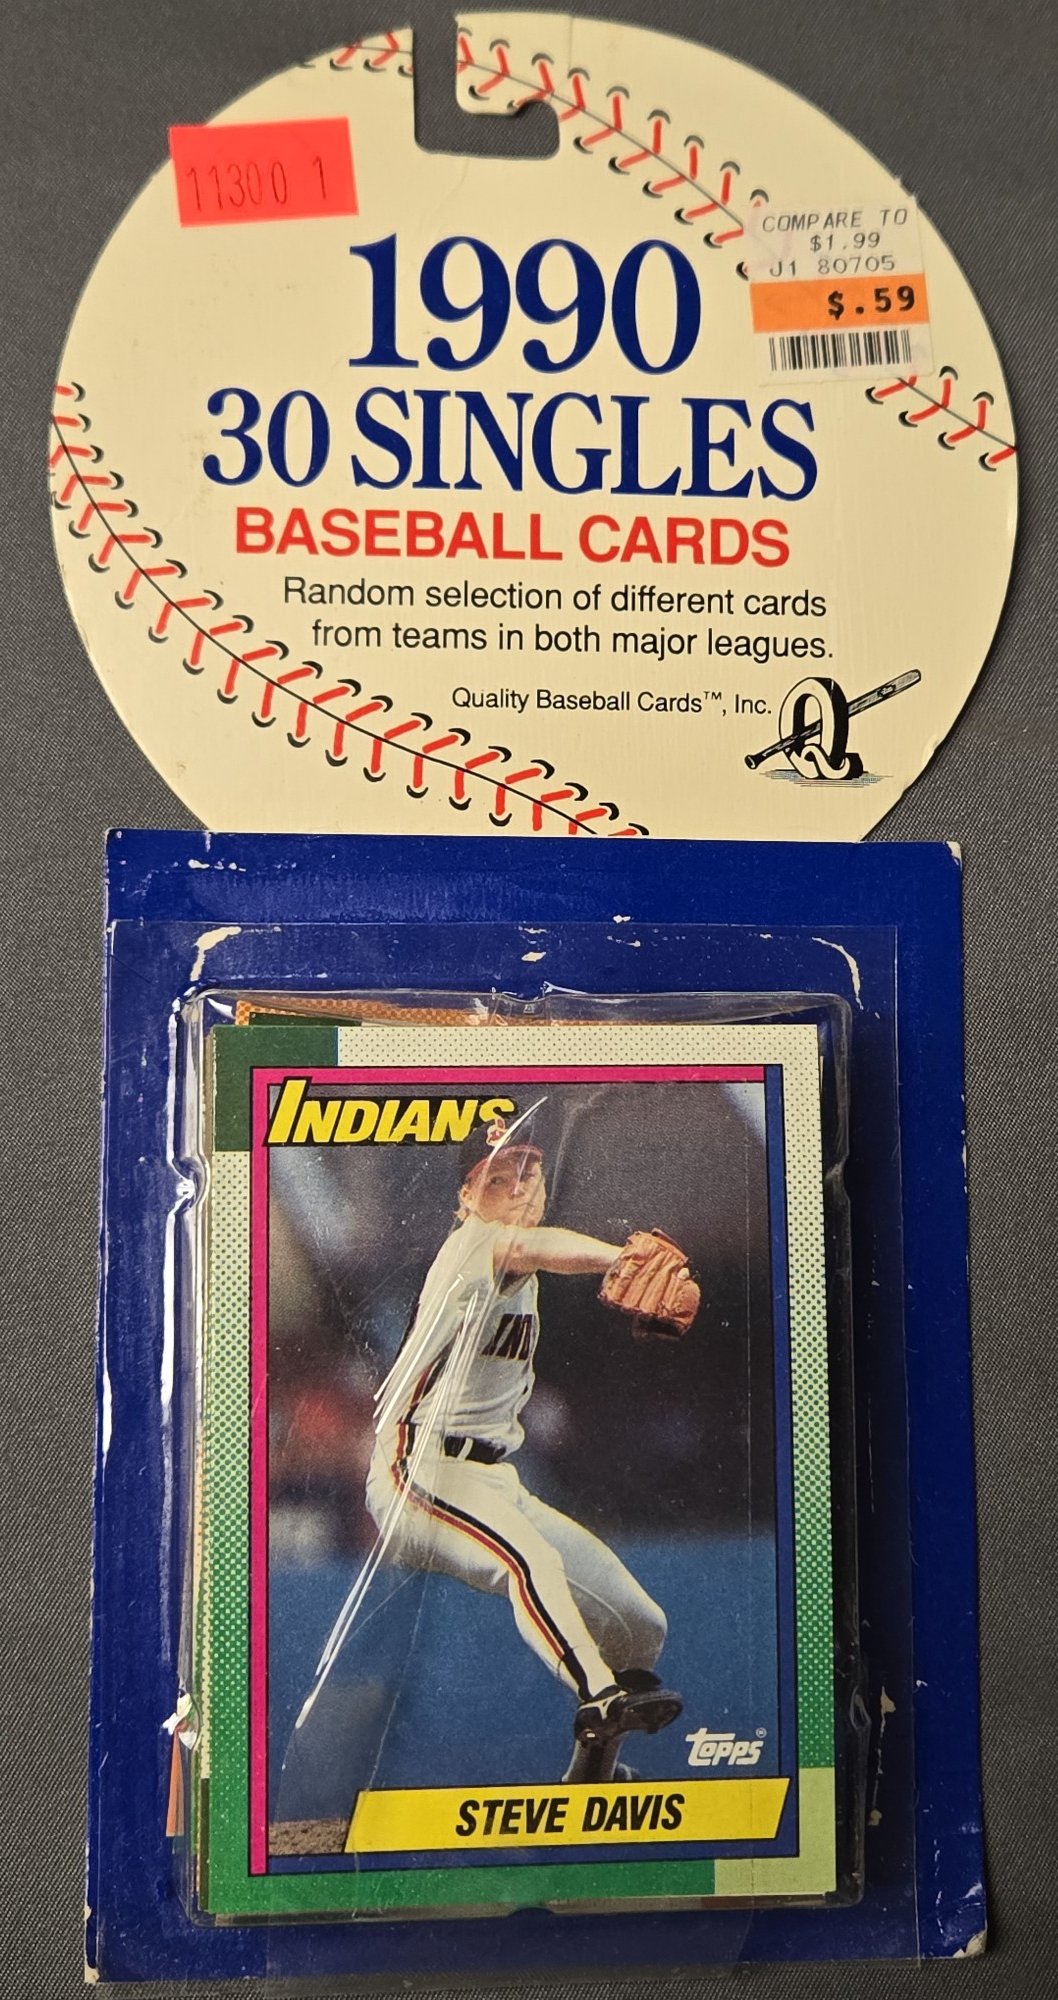 11300 1
COMPARE TO
$1.99
J1 80705
$.59
1990
30 SINGLES
BASEBALL CARDS
Random selection of different cards
from teams in both major leagues.
Quality Baseball Cards™, Inc.
INDIANS
IND
topps®
STEVE DAVIS